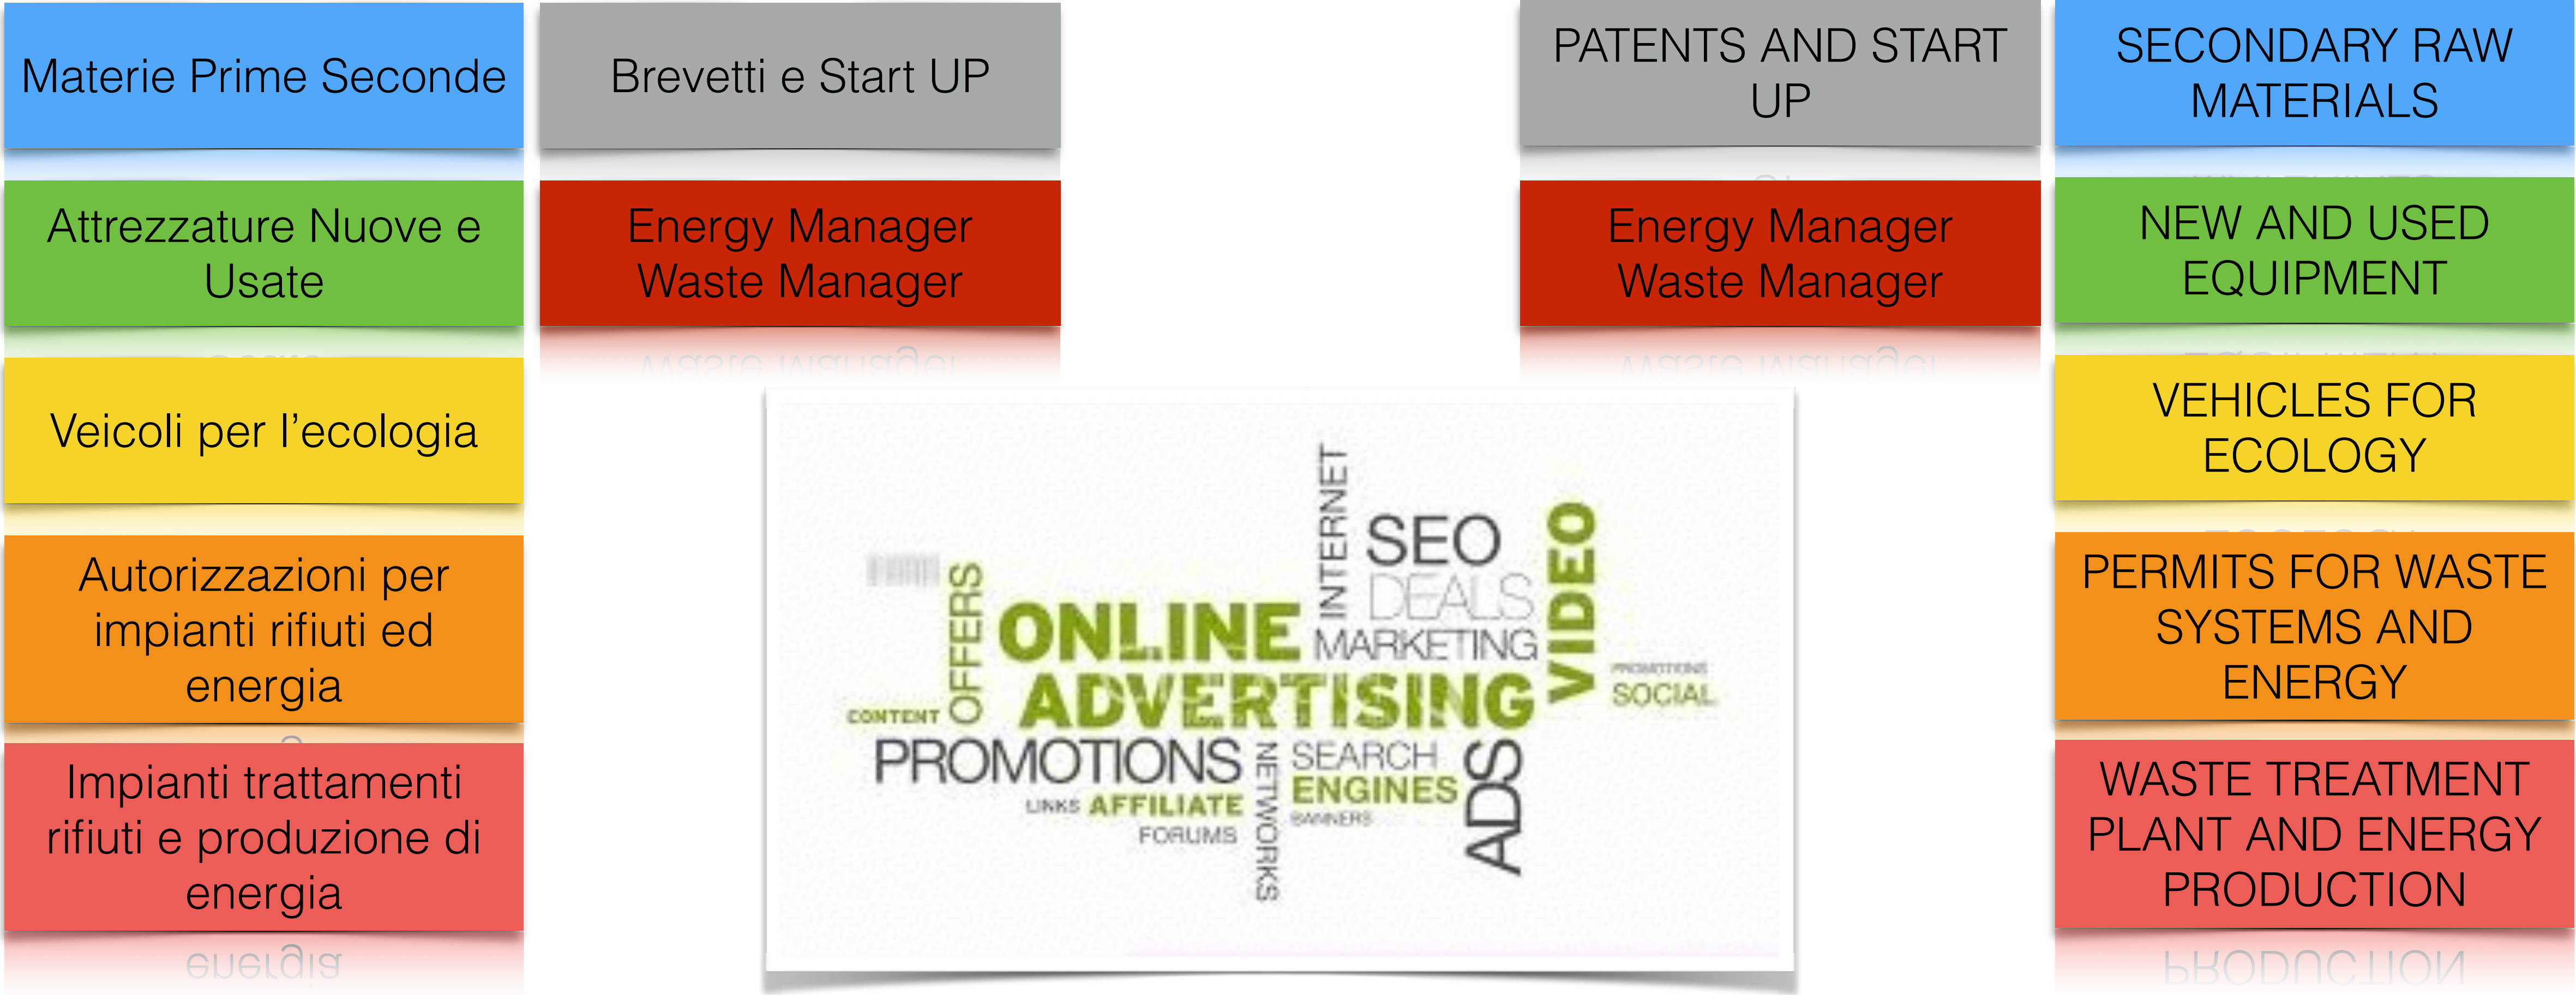 Materie Prime Seconde
Attrezzature Nuove e
Usate
Veicoli per l’ecologia
Autorizzazioni per
impianti rifiuti ed
energia
Impianti trattamenti
rifiuti e produzione di
energia
Brevetti e Start UP
Energy Manager
Waste Manager
PATENTS AND START
UP
Energy Manager
Waste Manager
SECONDARY RAW
MATERIALS
NEW AND USED
EQUIPMENT
VEHICLES FOR
ECOLOGY
PERMITS FOR WASTE
SYSTEMS AND
ENERGY
WASTE TREATMENT
PLANT AND ENERGY
PRODUCTION
INTERNET
SEO
DEALS
VIDEO
OFFERS
ONLINE
MARKETING
PROMOTIONS
SOCIAL
CONTENT
ADVERTISING
PROMOTIONS
NETWORKS
SEARCH
ENGINES
ADS
LINKS AFFILIATE
BANNERS
FORUMS